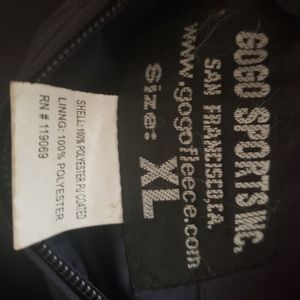 GOGO SPORTS INC.
SAN FRANCISCO,CA.
www.gogofleece.com
Size: XL
SHELL: 100% POLYESTER PU COATED
LINNG: 100% POLYESTER
RN # 119069